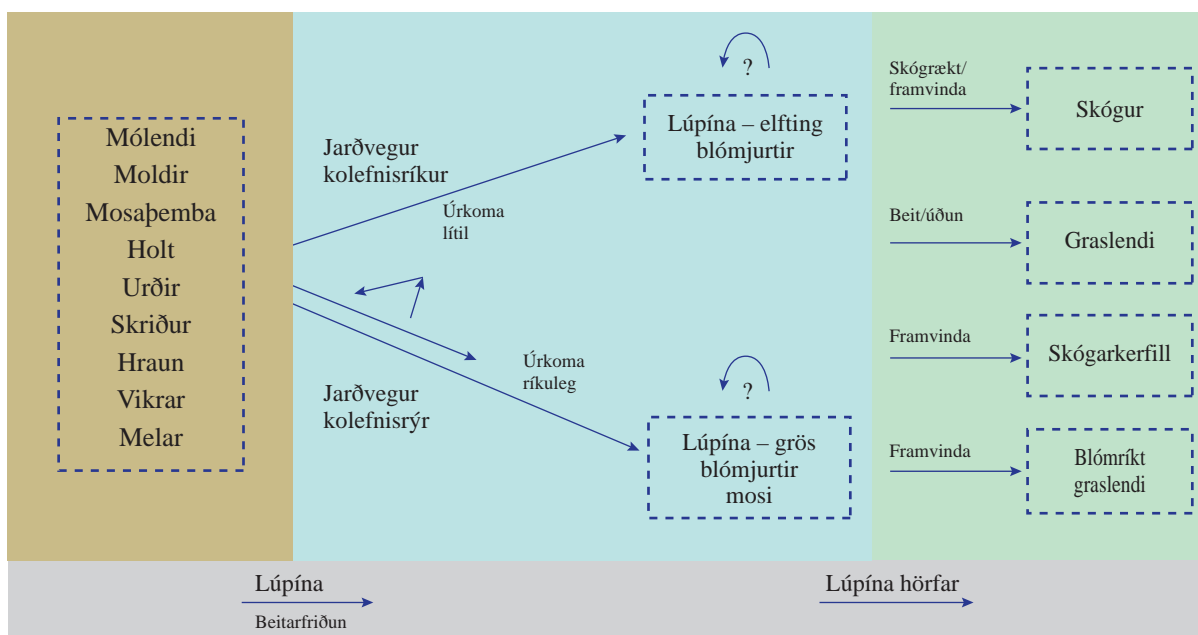 Mólendi
Moldir
Mosaþemba
Holt
Urðir
Skriður
Hraun
Vikrar
Melar
Jarðvegur
kolefnisríkur
Úrkoma
lítil
Úrkoma
ríkuleg
Jarðvegur
kolefnisrýr
?
Lúpína – elfting
blómjurtir
?
Lúpína – grös
blómjurtir
mosi
Skógrækt/
framvinda
Skógur
Beit/úðun
Graslendi
Framvinda
Skógarkerfill
Framvinda
Blómríkt
graslendi
Lúpína
Beitarfriðun
Lúpína hörfar